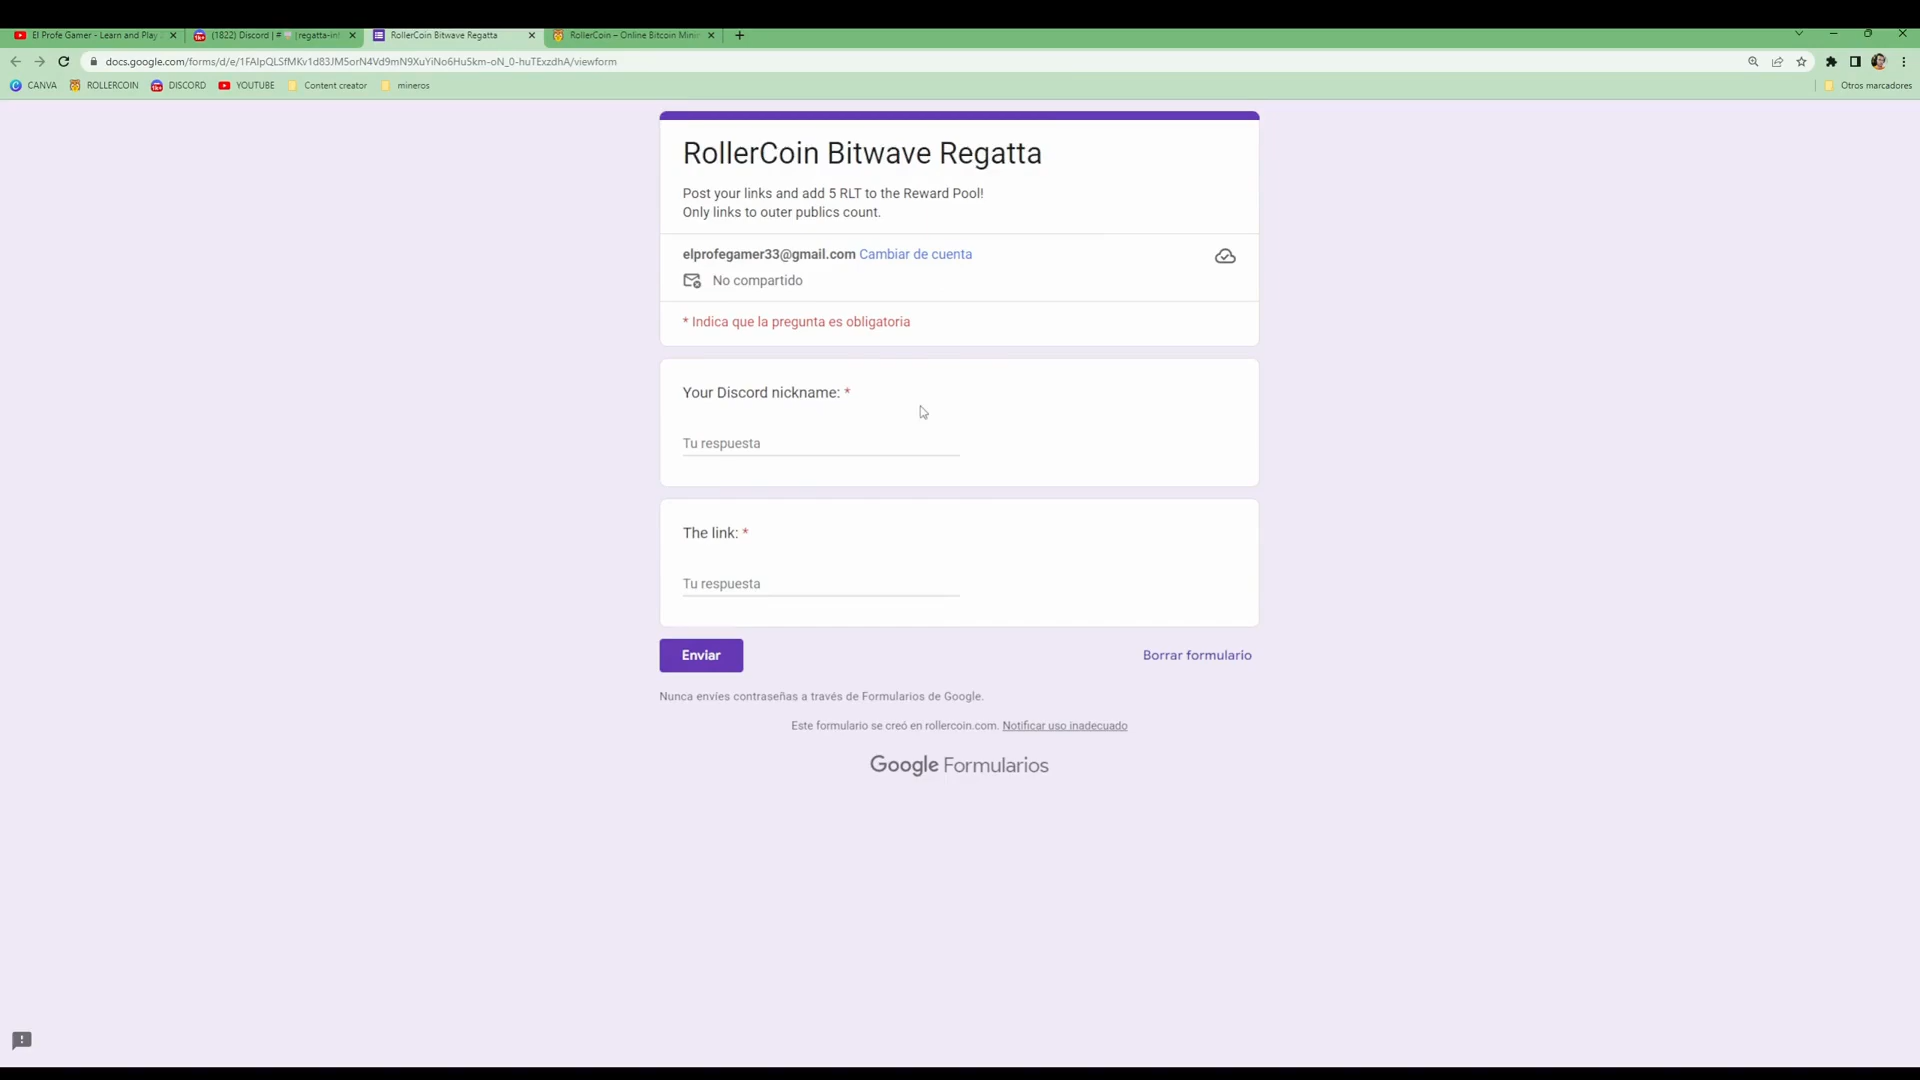 El Profe Gamer - Learn and Play
(1822) Discord | # | regatta-inf
RollerCoin Bitwave Regatta
RollerCoin – Online Bitcoin Minin
docs.google.com/forms/d/e/1FAIpQLSfMKv1d83JM5orN4Vd9mN9XuYiNo6Hu5km-oN_0-huTExzdhA/viewform
CANVA
ROLLERCOIN
DISCORD
YOUTUBE
Content creator
mineros
Otros marcadores
RollerCoin Bitwave Regatta
Post your links and add 5 RLT to the Reward Pool!
Only links to outer publics count.
elprofegamer33@gmail.com Cambiar de cuenta
No compartido
* Indica que la pregunta es obligatoria
Your Discord nickname: *
Tu respuesta
The link: *
Tu respuesta
Enviar
Borrar formulario
Nunca envíes contraseñas a través de Formularios de Google.
Este formulario se creó en rollercoin.com. Notificar uso inadecuado
Google Formularios